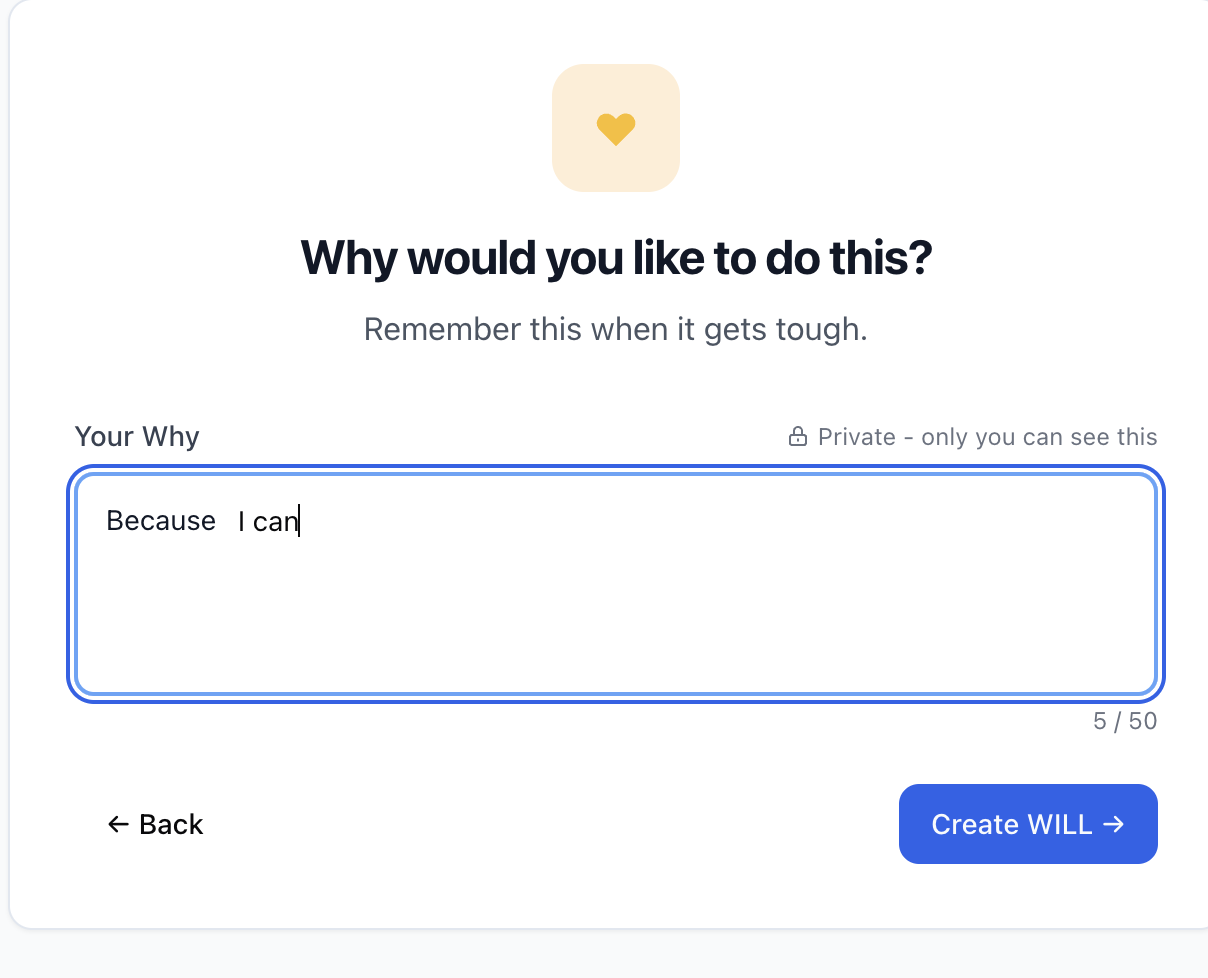 Why would you like to do this?
Remember this when it gets tough.
Your Why
Private - only you can see this
Because I can
5 / 50
← Back
Create WILL →